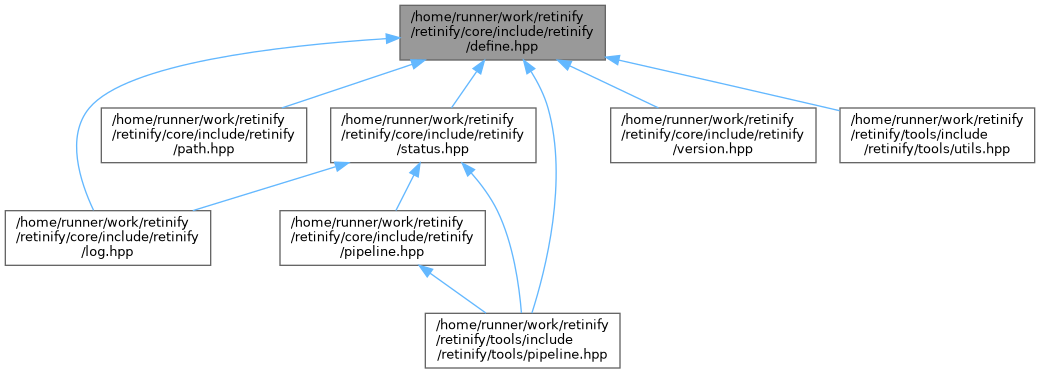 /home/runner/work/retinify
/retinify/core/include/retinify
/define.hpp
/home/runner/work/retinify
/retinify/core/include/retinify
/path.hpp
/home/runner/work/retinify
/retinify/core/include/retinify
/status.hpp
/home/runner/work/retinify
/retinify/core/include/retinify
/version.hpp
/home/runner/work/retinify
/retinify/tools/include
/retinify/tools/utils.hpp
/home/runner/work/retinify
/retinify/core/include/retinify
/log.hpp
/home/runner/work/retinify
/retinify/core/include/retinify
/pipeline.hpp
/home/runner/work/retinify
/retinify/tools/include
/retinify/tools/pipeline.hpp